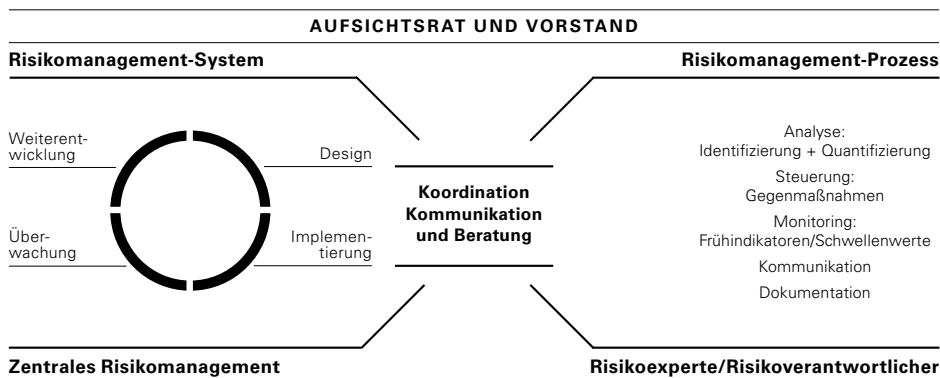 AUFSICHTSRAT UND VORSTAND
Risikomanagement-System
Risikomanagement-Prozess
Weiterent-
wicklung
Design
Über-
wachung
Implemen-
tierung
Koordination
Kommunikation
und Beratung
Analyse:
Identifizierung + Quantifizierung
Steuerung:
Gegenmaßnahmen
Monitoring:
Frühindikatoren/Schwellenwerte
Kommunikation
Dokumentation
Zentrales Risikomanagement
Risikoexperte/Risikoverantwortlicher